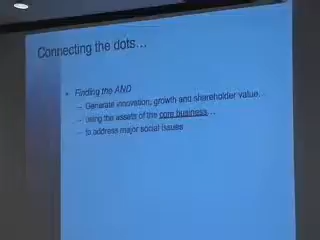 Connecting the dots…
• Finding the AND
– Generate innovation, growth and shareholder value…
– using the assets of the core business…
– to address major social issues